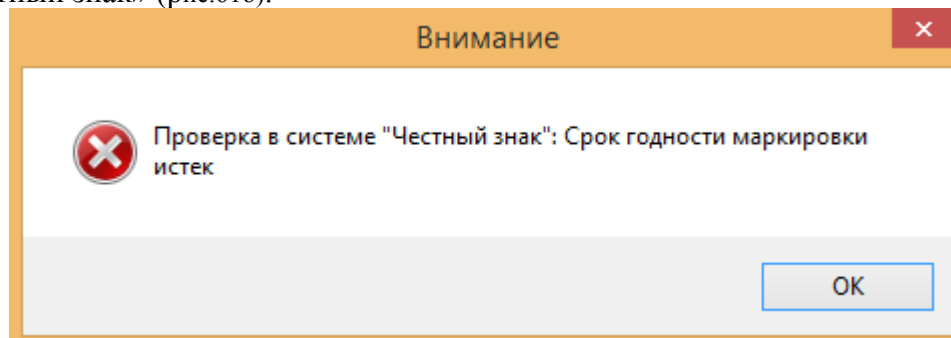 Внимание
Проверка в системе "Честный знак": Срок годности маркировки
истек
OK